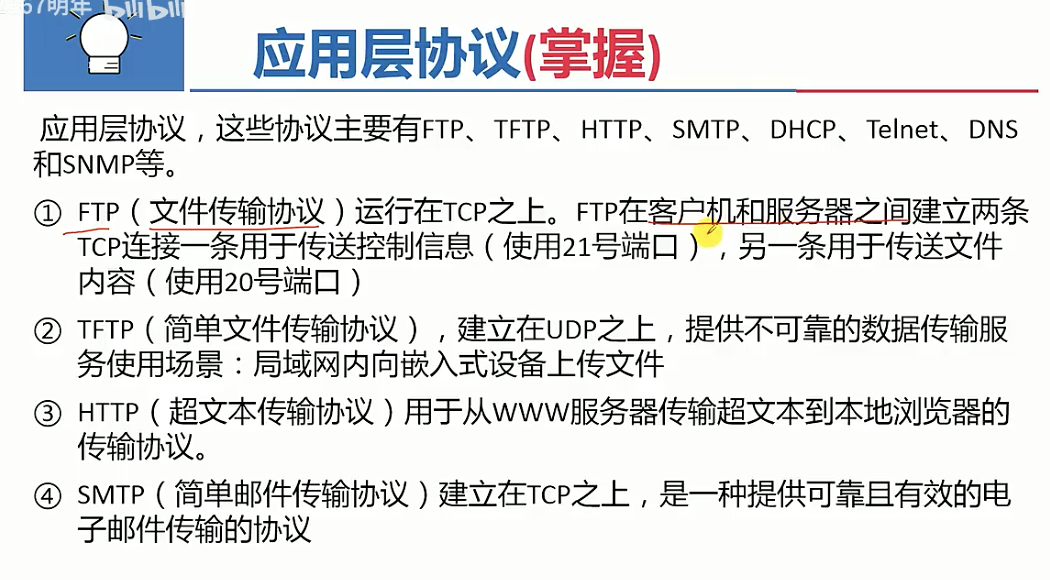 67明年 bilibili
应用层协议(掌握)
应用层协议，这些协议主要有FTP、TFTP、HTTP、SMTP、DHCP、Telnet、DNS
和SNMP等。
① FTP（文件传输协议）运行在TCP之上。FTP在客户机和服务器之间建立两条
TCP连接一条用于传送控制信息（使用21号端口），另一条用于传送文件
内容（使用20号端口）
② TFTP（简单文件传输协议），建立在UDP之上，提供不可靠的数据传输服
务使用场景：局域网内向嵌入式设备上传文件
③ HTTP（超文本传输协议）用于从WWW服务器传输超文本到本地浏览器的
传输协议。
④ SMTP（简单邮件传输协议）建立在TCP之上，是一种提供可靠且有效的电
子邮件传输的协议